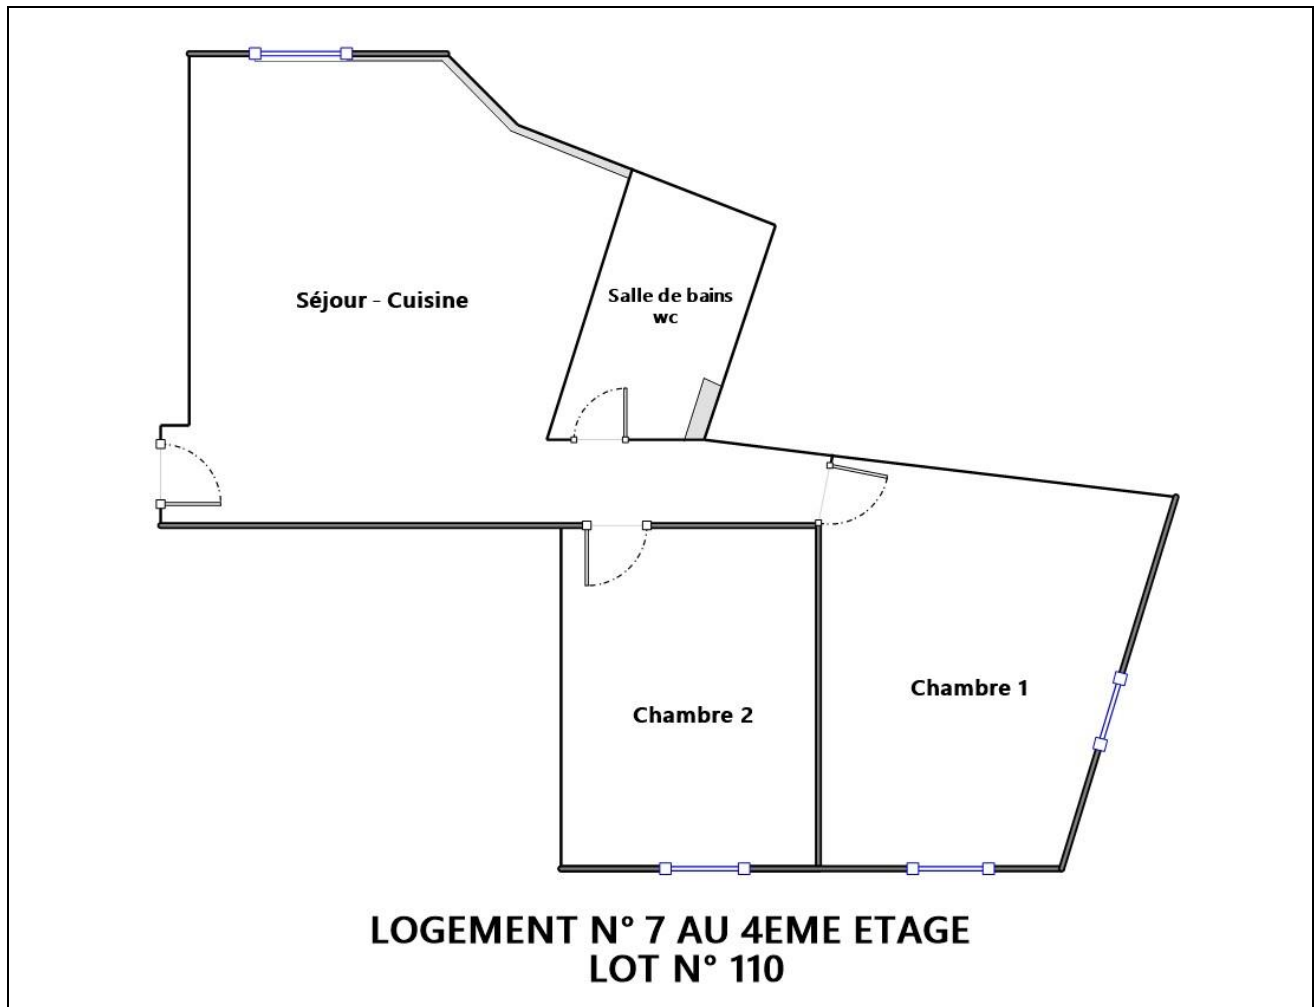 Séjour - Cuisine
Salle de bains
wc
Chambre 1
Chambre 2
LOGEMENT N° 7 AU 4EME ETAGE
LOT N° 110